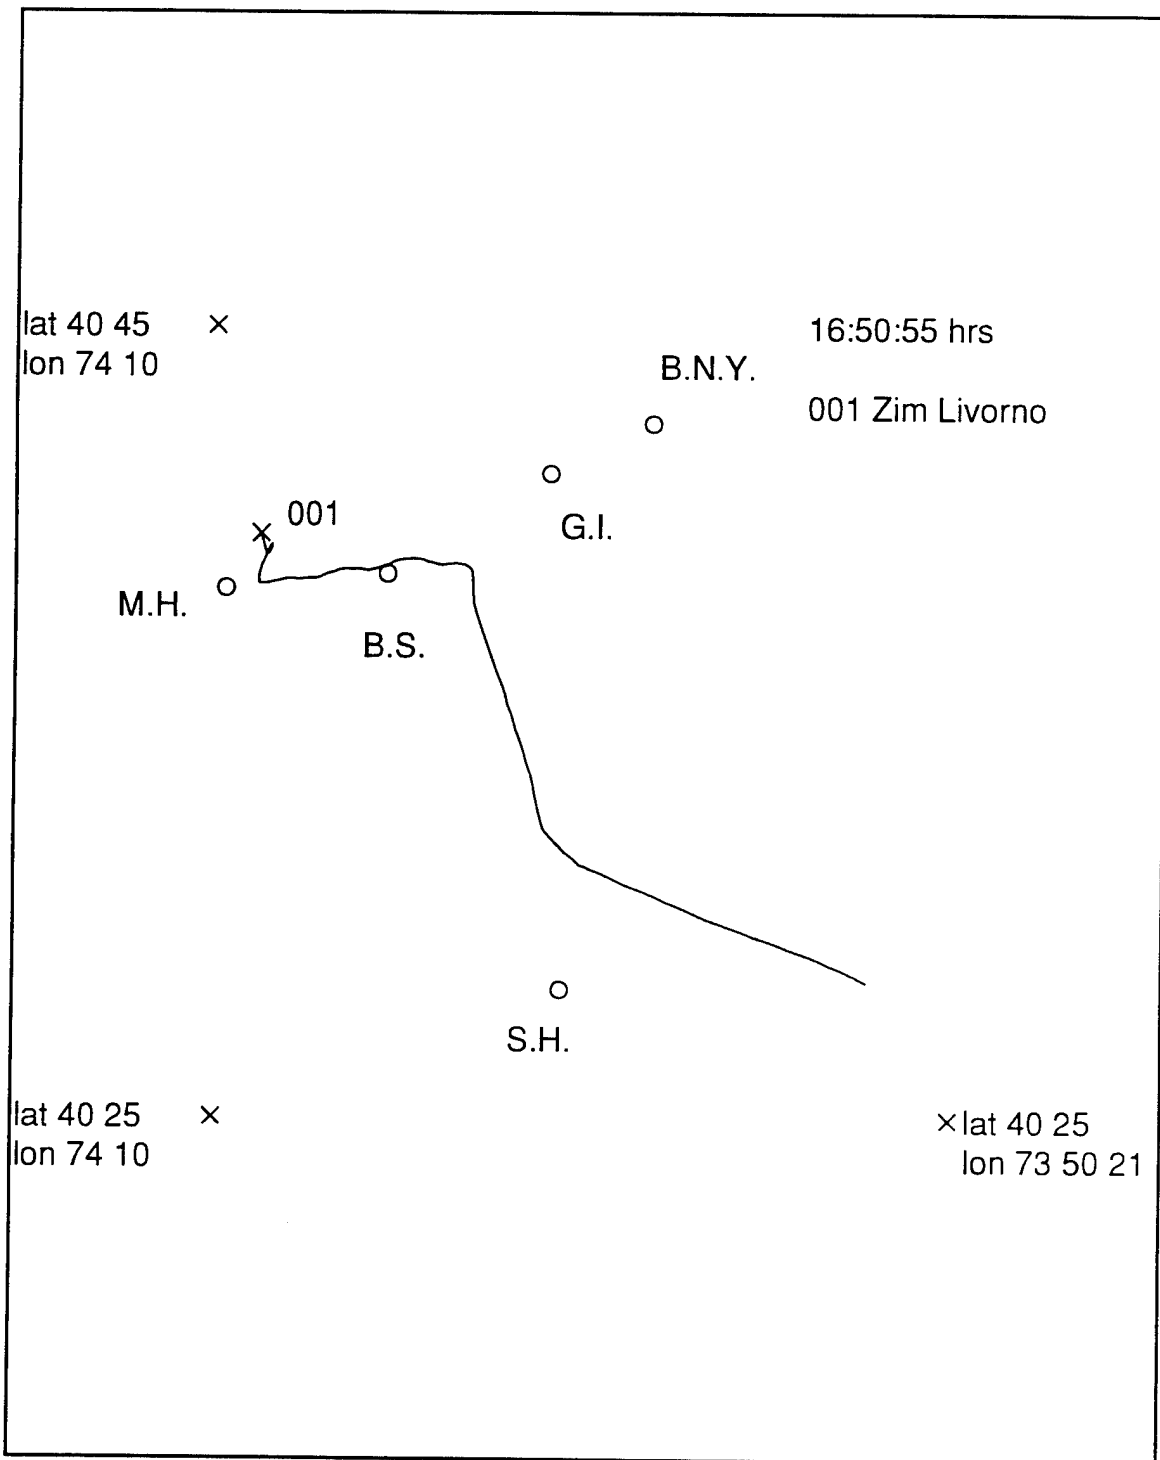 lat 40 45
lon 74 10
16:50:55 hrs
B.N.Y.
001 Zim Livorno
001
G.I.
M.H.
B.S.
S.H.
lat 40 25
lon 74 10
lat 40 25
lon 73 50 21